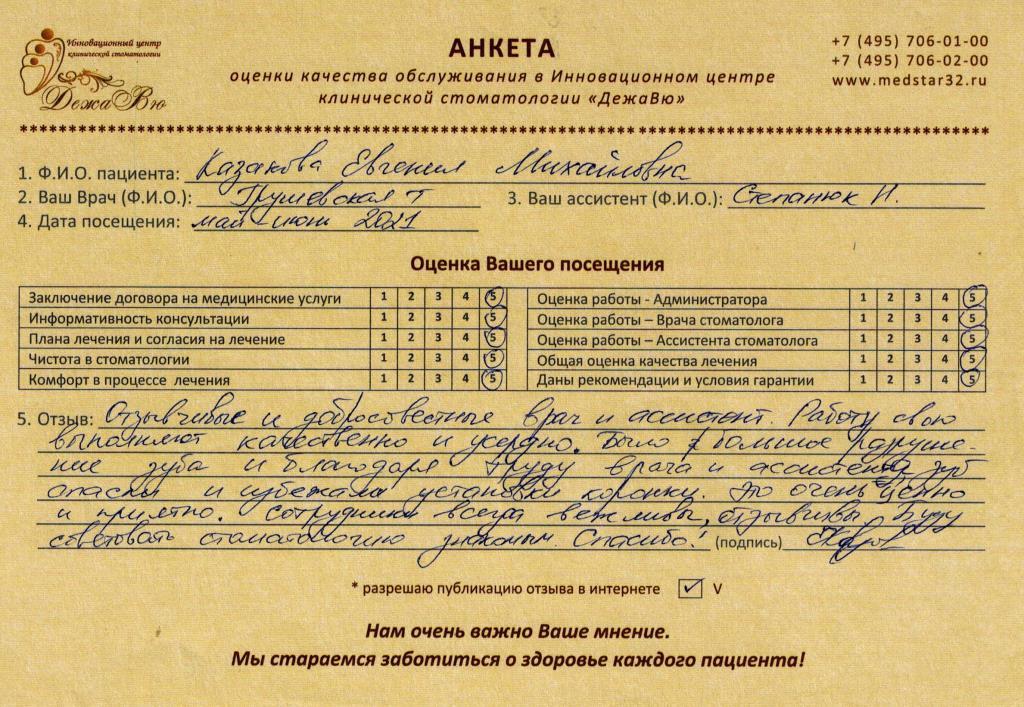 Инновационный центр
клинической стоматологии
ДежаВю
АНКЕТА
оценки качества обслуживания в Инновационном центре
клинической стоматологии «ДежаВю»
+7 (495) 706-01-00
+7 (495) 706-02-00
www.medstar32.ru
1. Ф.И.О. пациента: Казакова Евгения Михайловна
2. Ваш Врач (Ф.И.О.): Грушевская Т 3. Ваш ассистент (Ф.И.О.): Степанюк И.
4. Дата посещения: май-июнь 2021
Оценка Вашего посещения
Заключение договора на медицинские услуги 1 2 3 4 5
Информативность консультации 1 2 3 4 5
Плана лечения и согласия на лечение 1 2 3 4 5
Чистота в стоматологии 1 2 3 4 5
Комфорт в процессе лечения 1 2 3 4 5
Оценка работы - Администратора 1 2 3 4 5
Оценка работы – Врача стоматолога 1 2 3 4 5
Оценка работы – Ассистента стоматолога 1 2 3 4 5
Общая оценка качества лечения 1 2 3 4 5
Даны рекомендации и условия гарантии 1 2 3 4 5
5. Отзыв: Отзывчивые и добросовестные врач и ассистент. Работу свою
выполняют качественно и усердно. Было большое разруше-
ние зуба и благодаря труду врача и ассистента зуб
спасли и избежали установки коронки. Это очень ценно
и приятно. Сотрудники всегда вежливы, отзывчивы. Буду
советовать стоматологию знакомым. Спасибо! (подпись)
* разрешаю публикацию отзыва в интернете ✓ V
Нам очень важно Ваше мнение.
Мы стараемся заботиться о здоровье каждого пациента!